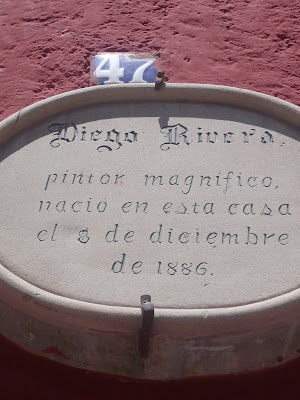 47
Diego Rivera,
pintor magnifico,
nacio en esta casa
el 8 de diciembre
de 1886.